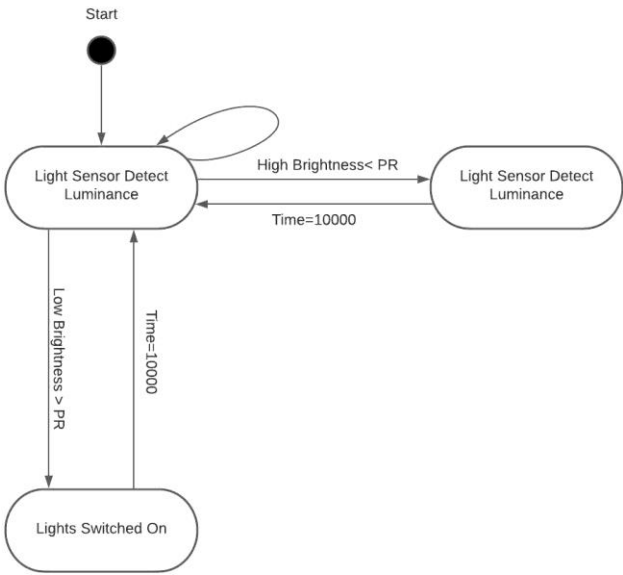 Start
Light Sensor Detect
Luminance
High Brightness< PR
Light Sensor Detect
Luminance
Time=10000
Low Brightness > PR
Time=10000
Lights Switched On